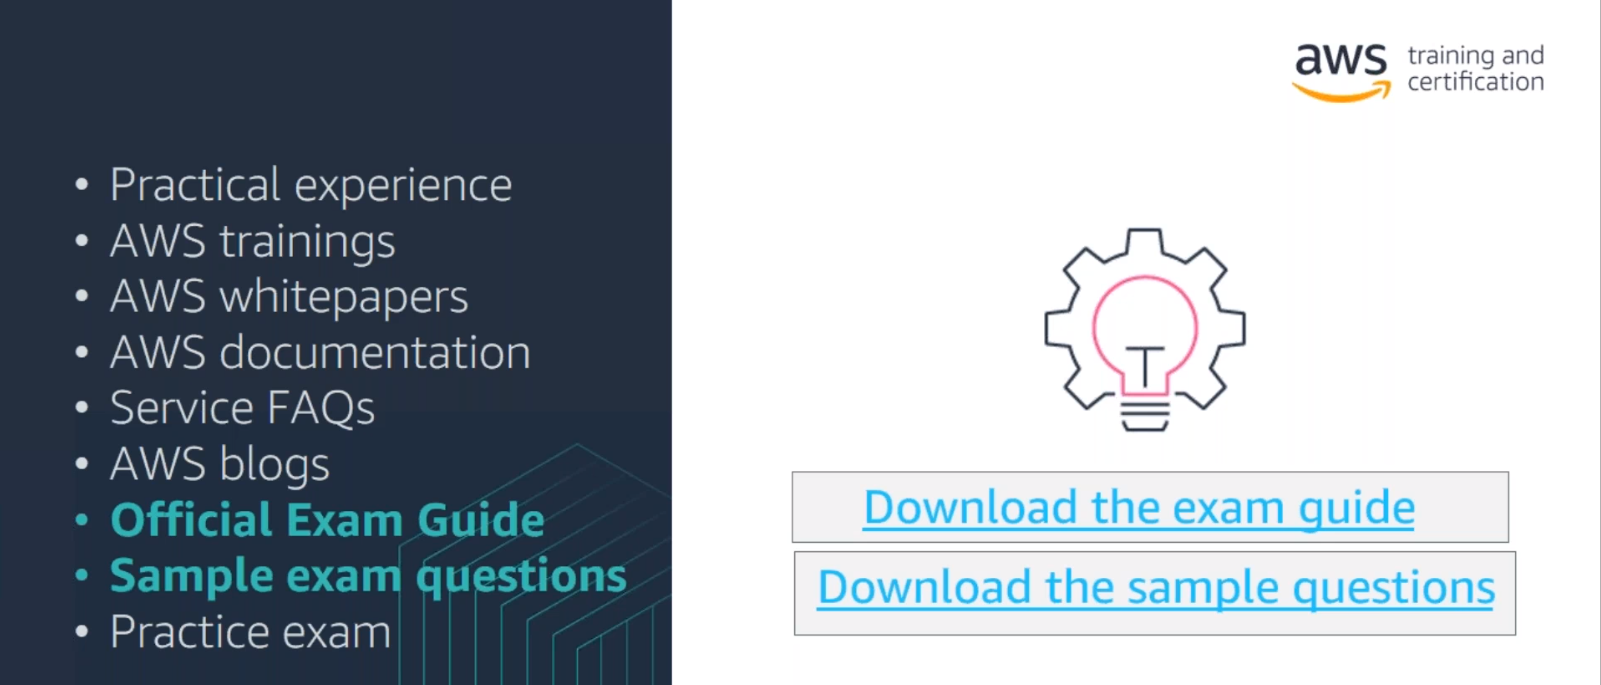 • Practical experience
• AWS trainings
• AWS whitepapers
• AWS documentation
• Service FAQs
• AWS blogs
• Official Exam Guide
• Sample exam questions
• Practice exam
aws training and
certification
Download the exam guide
Download the sample questions